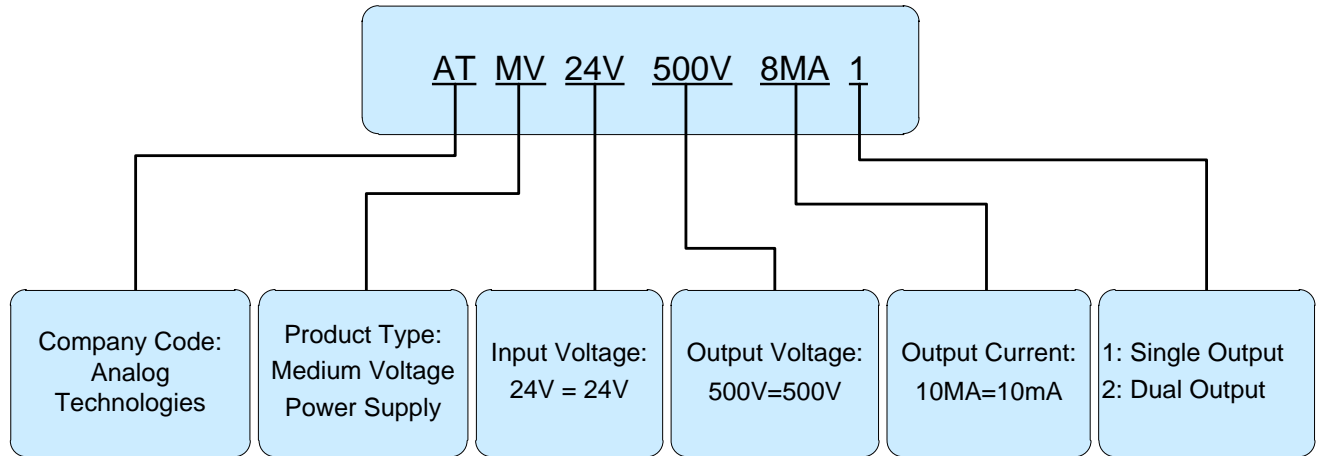 AT MV 24V 500V 8MA 1
Company Code:
Analog
Technologies
Product Type:
Medium Voltage
Power Supply
Input Voltage:
24V = 24V
Output Voltage:
500V=500V
Output Current:
10MA=10mA
1: Single Output
2: Dual Output